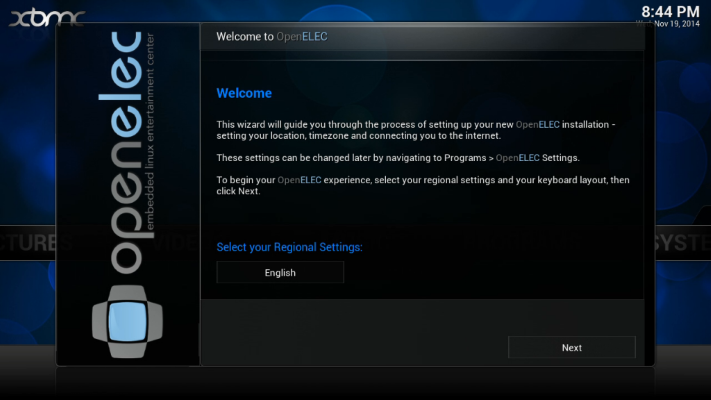 xbmc
8:44 PM
Wed Nov 19, 2014
Welcome to OpenELEC
openelec
embedded linux entertainment center
Welcome
This wizard will guide you through the process of setting up your new OpenELEC installation -
setting your location, timezone and connecting you to the internet.
These settings can be changed later by navigating to Programs > OpenELEC Settings.
To begin your OpenELEC experience, select your regional settings and your keyboard layout, then
click Next.
CTURES
SYSTE
Select your Regional Settings:
English
Next